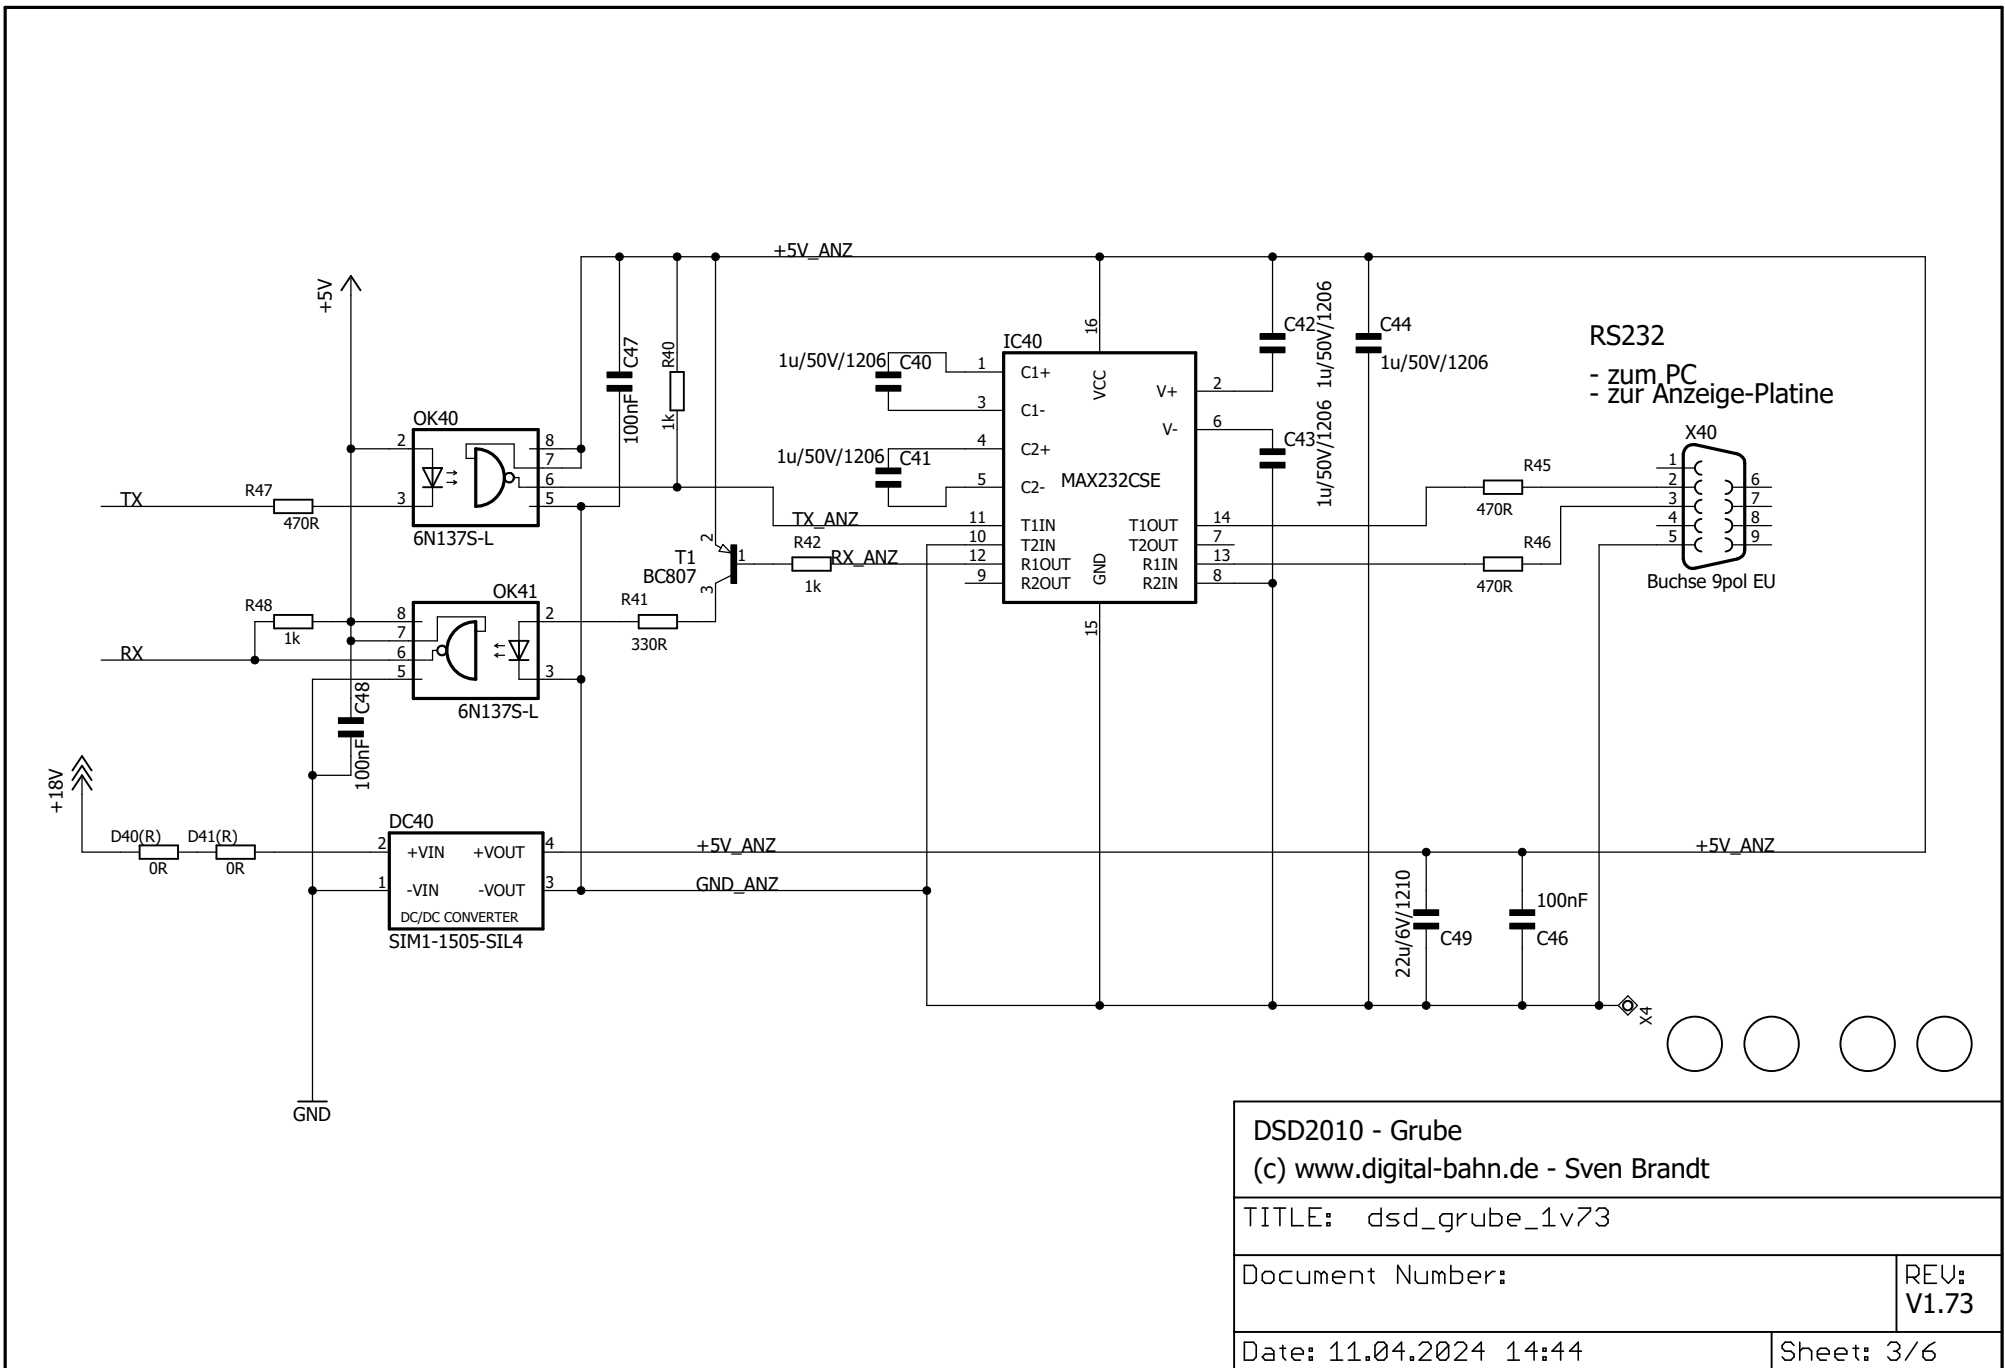 +5V_ANZ
+5V
C47
100nF
R40
1k
OK40
2
3
8
7
6
5
6N137S-L
TX
R47
470R
1u/50V/1206
C40
1u/50V/1206
C41
IC40
1
3
4
5
11
10
12
9
C1+
C1-
C2+
C2-
T1IN
T2IN
R1OUT
R2OUT
VCC
16
MAX232CSE
GND
15
V+
V-
T1OUT
T2OUT
R1IN
R2IN
2
6
14
7
13
8
C42
1u/50V/1206
C43
1u/50V/1206
C44
1u/50V/1206
RS232
- zum PC
- zur Anzeige-Platine
X40
1
2
3
4
5
6
7
8
9
Buchse 9pol EU
R45
470R
R46
470R
TX_ANZ
R42
RX_ANZ
1k
T1
BC807
2
1
3
R41
330R
OK41
8
7
6
5
2
3
6N137S-L
R48
1k
RX
C48
100nF
+18V
D40(R)
0R
D41(R)
0R
DC40
2
1
+VIN
+VOUT
-VIN
-VOUT
4
3
DC/DC CONVERTER
SIM1-1505-SIL4
+5V_ANZ
GND_ANZ
+5V_ANZ
22u/6V/1210
C49
100nF
C46
X4
GND
DSD2010 - Grube
(c) www.digital-bahn.de - Sven Brandt
TITLE: dsd_grube_1v73
Document Number:
REV:
V1.73
Date: 11.04.2024 14:44
Sheet: 3/6